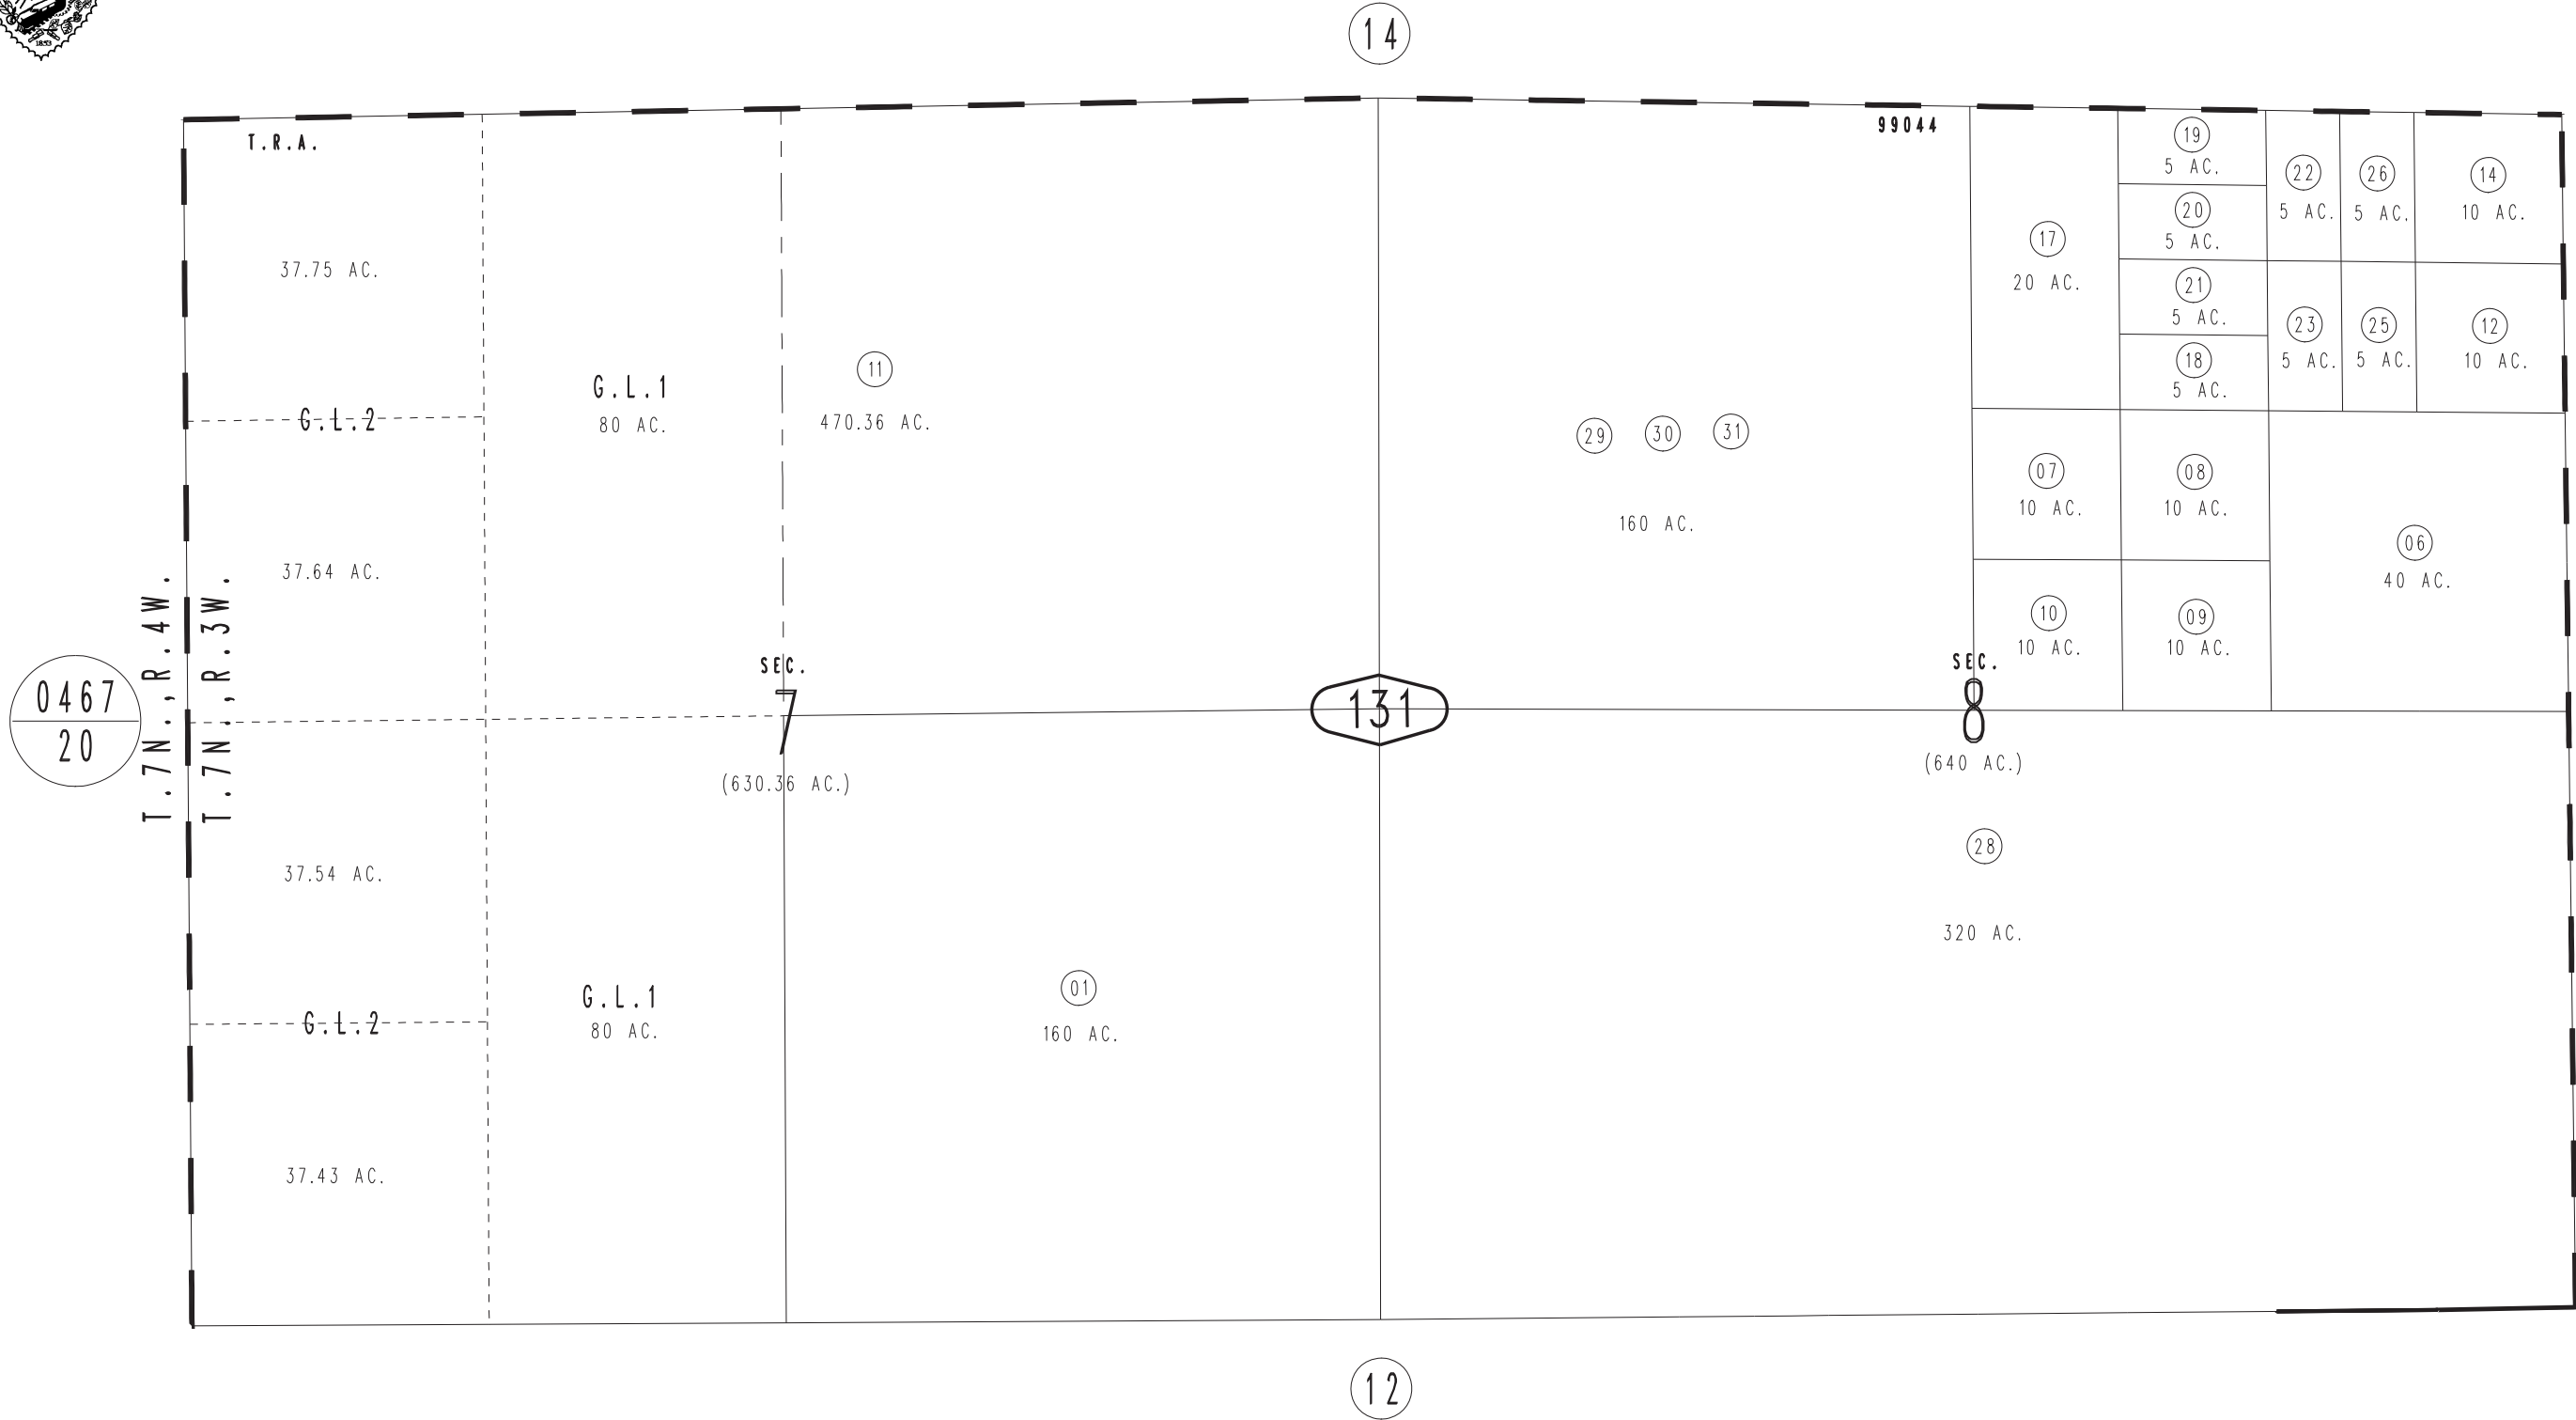 1853
14
T.R.A.
99044
19
5 AC.
22
5 AC.
26
5 AC.
14
10 AC.
20
5 AC.
17
20 AC.
21
5 AC.
23
5 AC.
25
5 AC.
12
10 AC.
18
5 AC.
37.75 AC.
G.L.1
80 AC.
11
470.36 AC.
G.L.2
29 30 31
160 AC.
07
10 AC.
08
10 AC.
06
40 AC.
37.64 AC.
10
10 AC.
09
10 AC.
T.7N.,R.4W.
T.7N.,R.3W.
0467
20
SEC.
7
(630.36 AC.)
131
SEC.
8
(640 AC.)
28
320 AC.
37.54 AC.
G.L.1
80 AC.
01
160 AC.
G.L.2
37.43 AC.
12